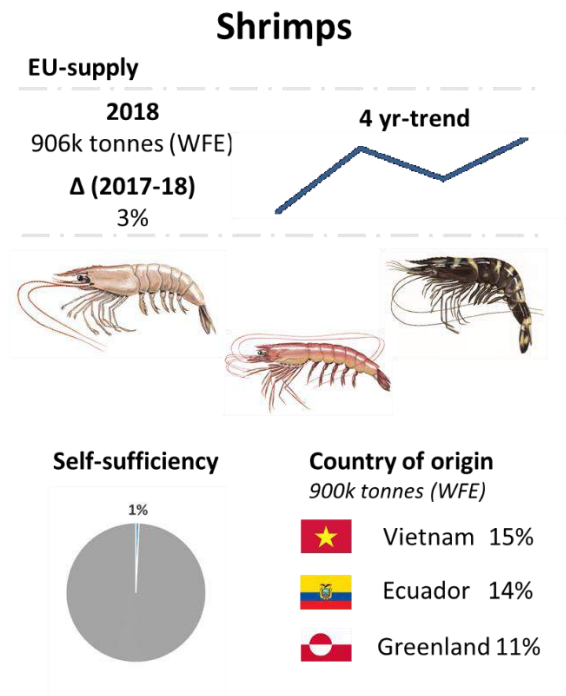 Shrimps
EU-supply
2018
906k tonnes (WFE)
Δ (2017-18)
3%
4 yr-trend
Self-sufficiency
1%
Country of origin
900k tonnes (WFE)
Vietnam 15%
Ecuador 14%
Greenland 11%